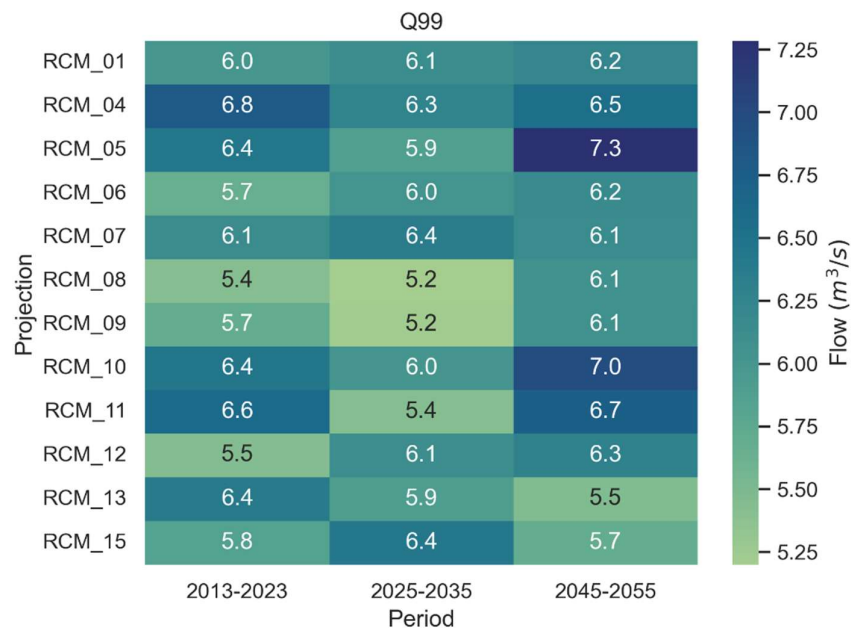 Q99
RCM_01 6.0 6.1 6.2
RCM_04 6.8 6.3 6.5
RCM_05 6.4 5.9 7.3
RCM_06 5.7 6.0 6.2
RCM_07 6.1 6.4 6.1
RCM_08 5.4 5.2 6.1
RCM_09 5.7 5.2 6.1
RCM_10 6.4 6.0 7.0
RCM_11 6.6 5.4 6.7
RCM_12 5.5 6.1 6.3
RCM_13 6.4 5.9 5.5
RCM_15 5.8 6.4 5.7
2013-2023 2025-2035 2045-2055
Period
Projection
7.25
7.00
6.75
6.50
6.25
6.00
5.75
5.50
5.25
Flow (m³/s)